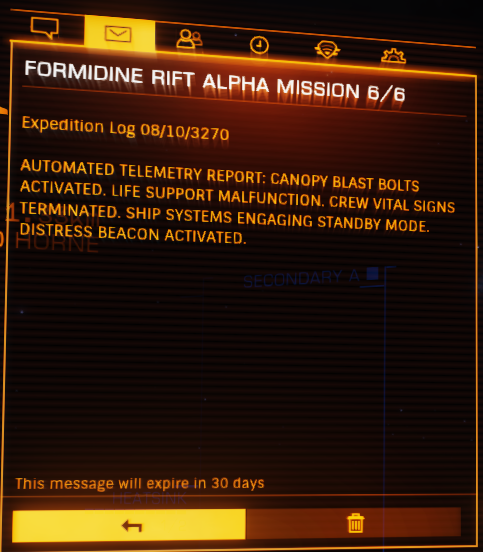 FORMIDINE RIFT ALPHA MISSION 6/6
Expedition Log 08/10/3270
AUTOMATED TELEMETRY REPORT: CANOPY BLAST BOLTS
ACTIVATED. LIFE SUPPORT MALFUNCTION. CREW VITAL SIGNS
TERMINATED. SHIP SYSTEMS ENGAGING STANDBY MODE.
DISTRESS BEACON ACTIVATED.
HORNE
SECONDARY A
This message will expire in 30 days
HEATSINK